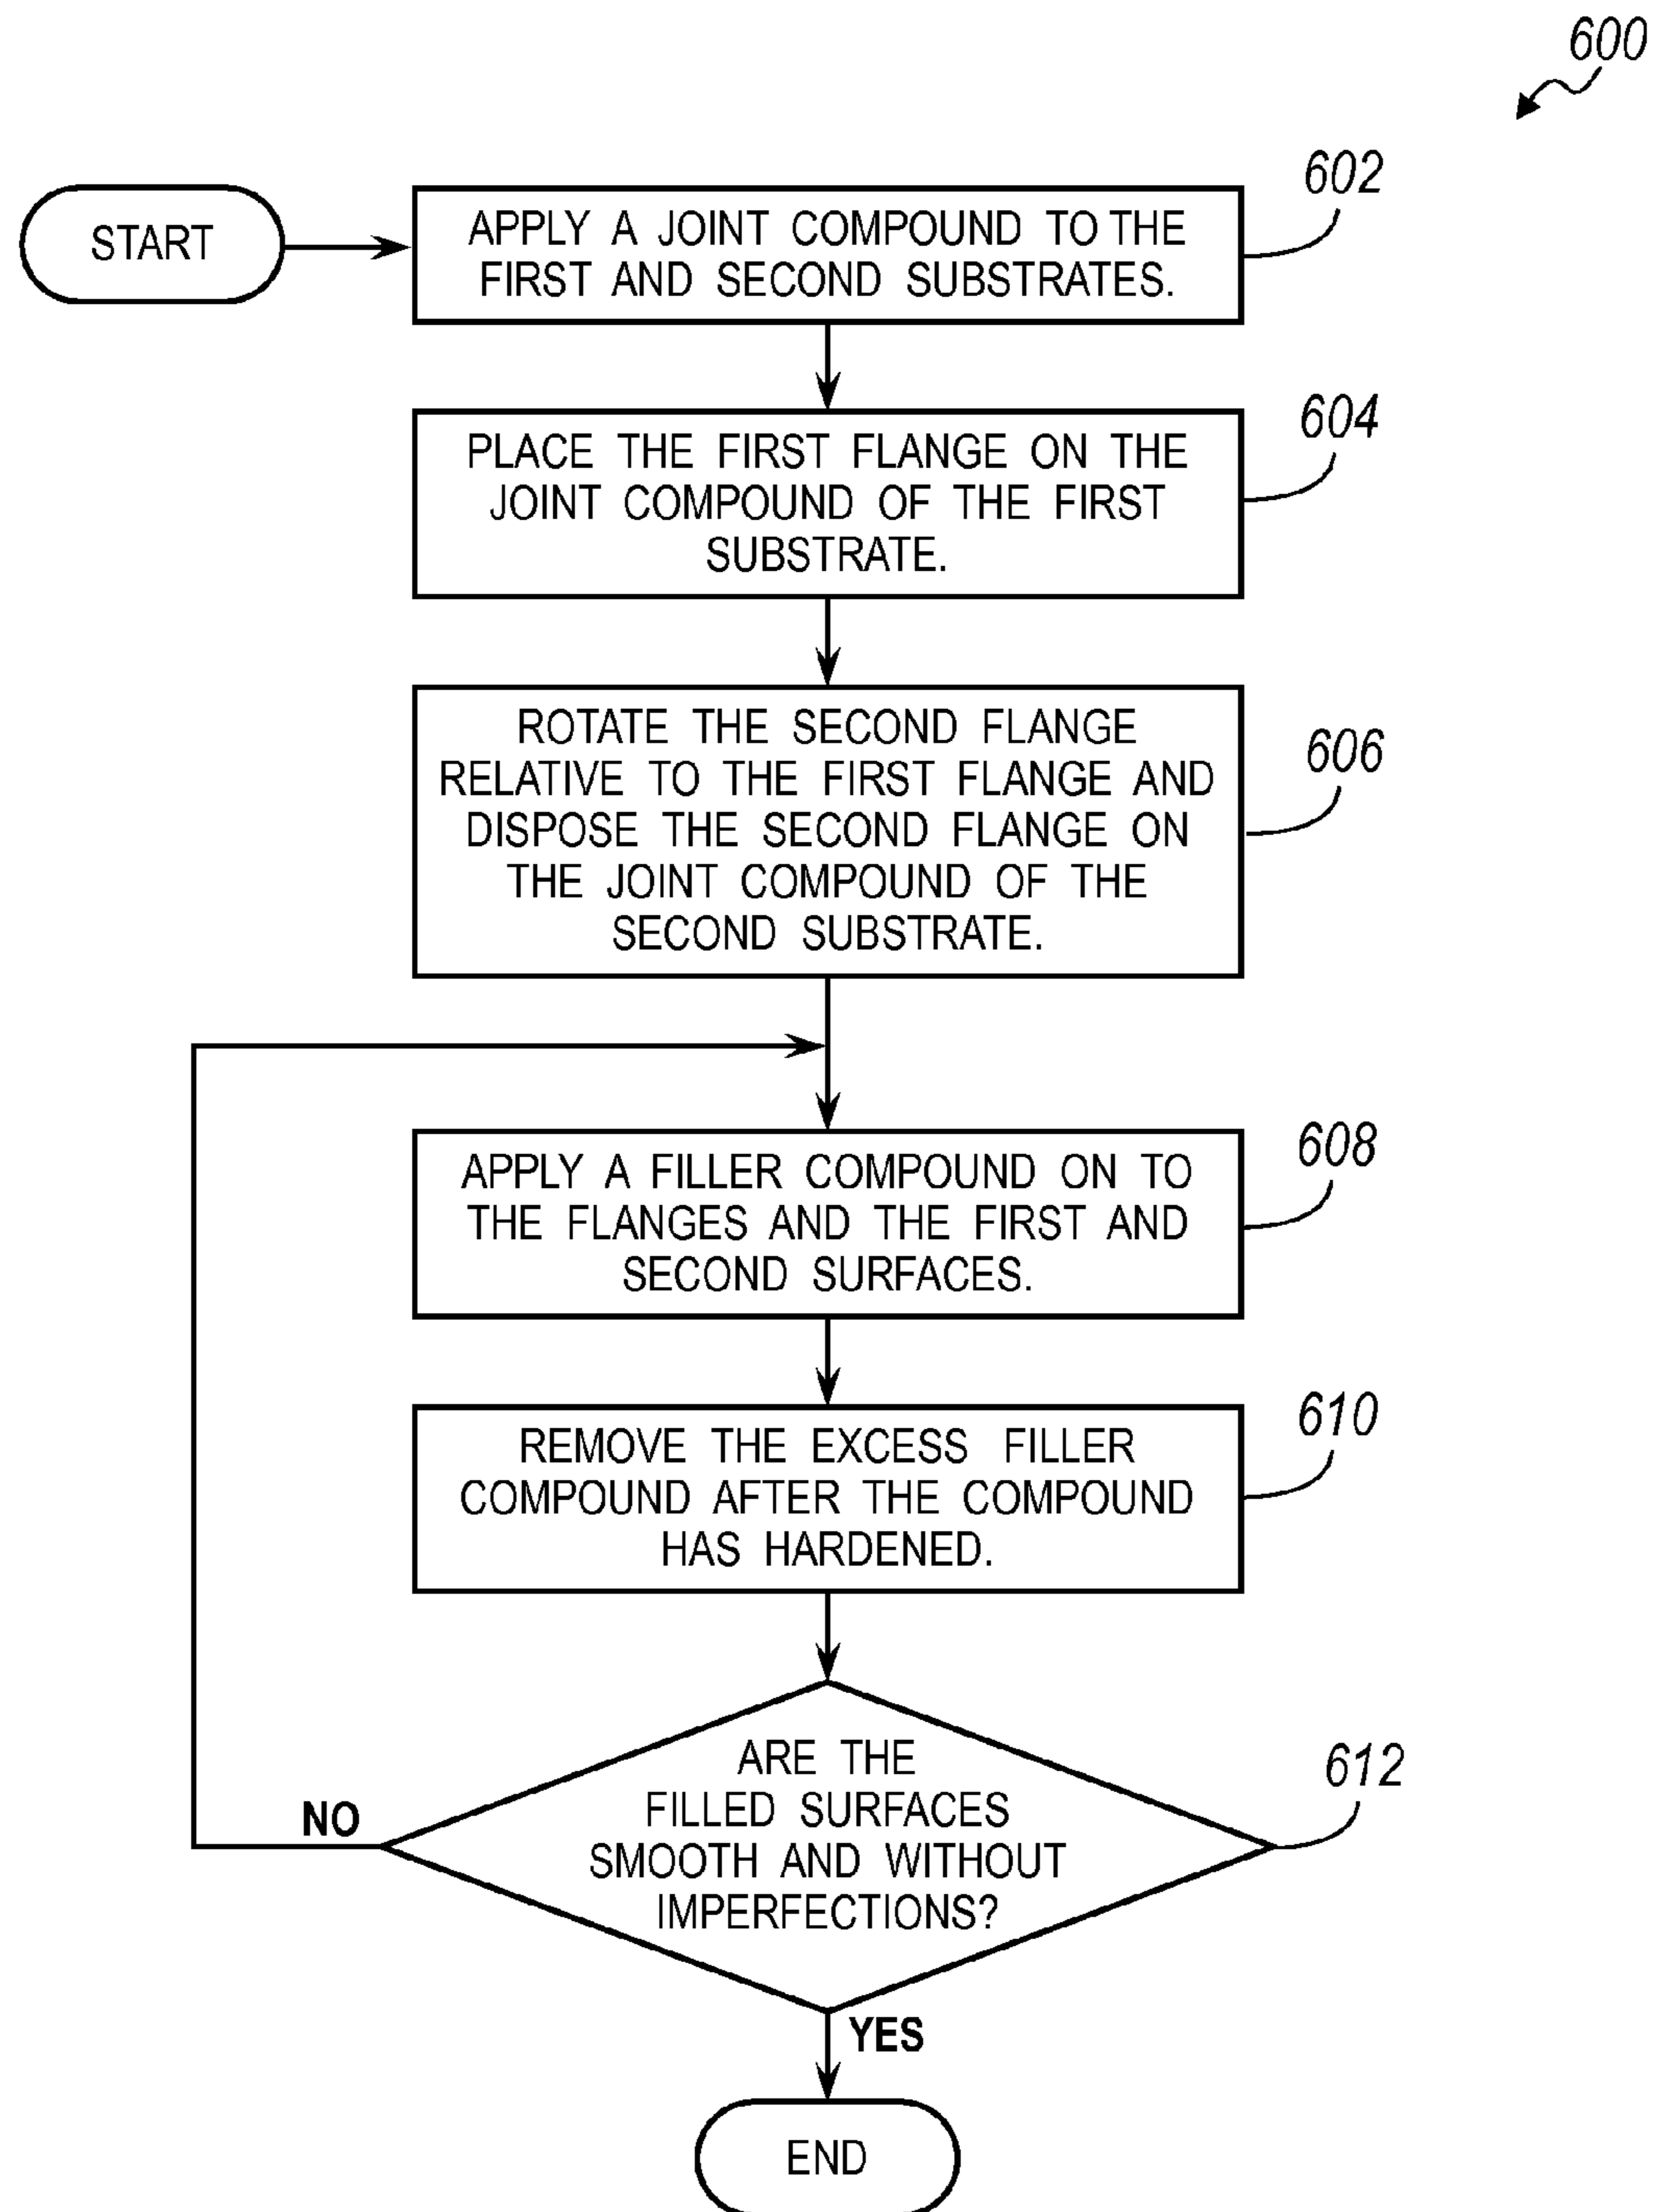 600
START
602
APPLY A JOINT COMPOUND TO THE
FIRST AND SECOND SUBSTRATES.
604
PLACE THE FIRST FLANGE ON THE
JOINT COMPOUND OF THE FIRST
SUBSTRATE.
606
ROTATE THE SECOND FLANGE
RELATIVE TO THE FIRST FLANGE AND
DISPOSE THE SECOND FLANGE ON
THE JOINT COMPOUND OF THE
SECOND SUBSTRATE.
608
APPLY A FILLER COMPOUND ON TO
THE FLANGES AND THE FIRST AND
SECOND SURFACES.
610
REMOVE THE EXCESS FILLER
COMPOUND AFTER THE COMPOUND
HAS HARDENED.
612
ARE THE
FILLED SURFACES
SMOOTH AND WITHOUT
IMPERFECTIONS?
NO
YES
END